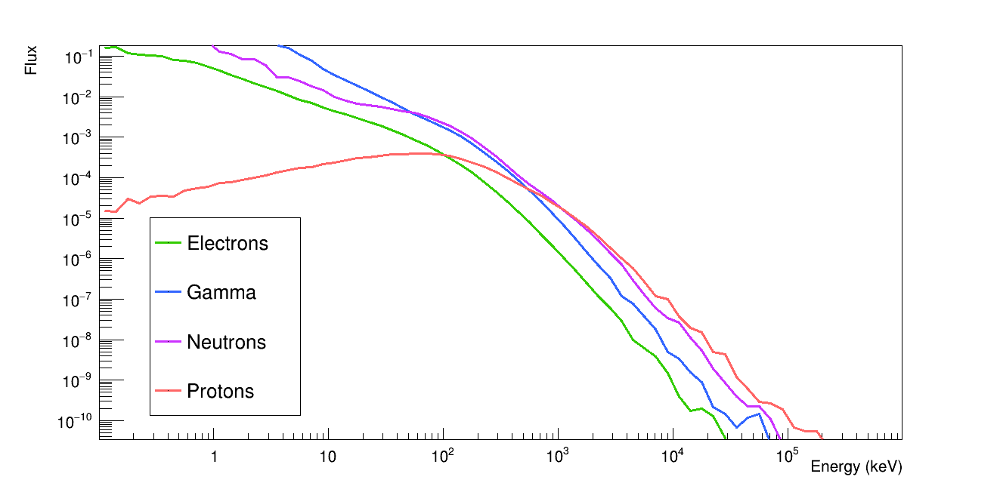 Flux
10⁻¹
10⁻²
10⁻³
10⁻⁴
10⁻⁵
10⁻⁶
10⁻⁷
10⁻⁸
10⁻⁹
10⁻¹⁰
Electrons
Gamma
Neutrons
Protons
1 10 10² 10³ 10⁴ 10⁵
Energy (keV)